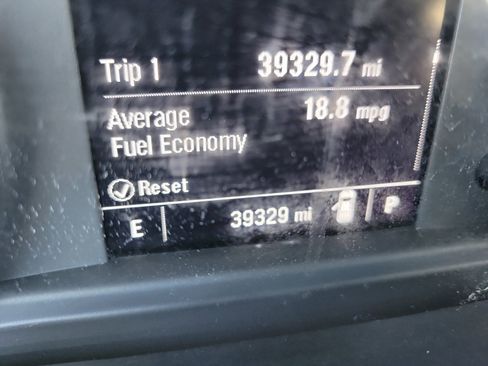 Trip 1 39329.7 mi
Average 18.8 mpg
Fuel Economy
Reset
E 39329 mi P